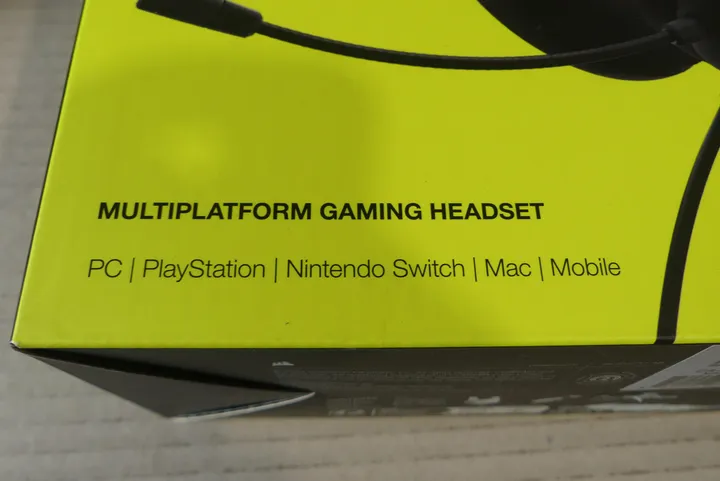 MULTIPLATFORM GAMING HEADSET
PC | PlayStation | Nintendo Switch | Mac | Mobile